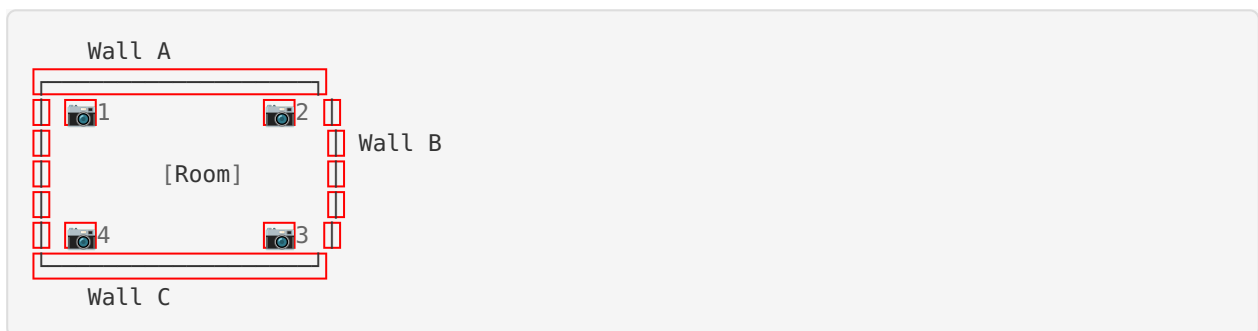 Wall A
┌────────────────────┐
│ 📷1 📷2 │
│ │ Wall B
│ [Room] │
│ │
│ 📷4 📷3 │
└────────────────────┘
Wall C